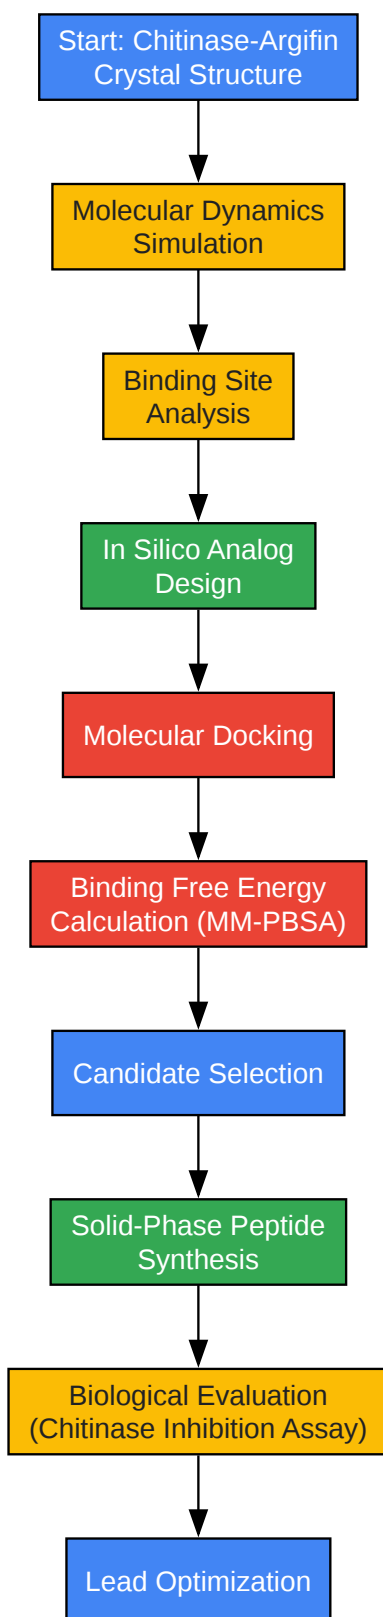 Start: Chitinase-Argifin
Crystal Structure
Molecular Dynamics
Simulation
Binding Site
Analysis
In Silico Analog
Design
Molecular Docking
Binding Free Energy
Calculation (MM-PBSA)
Candidate Selection
Solid-Phase Peptide
Synthesis
Biological Evaluation
(Chitinase Inhibition Assay)
Lead Optimization